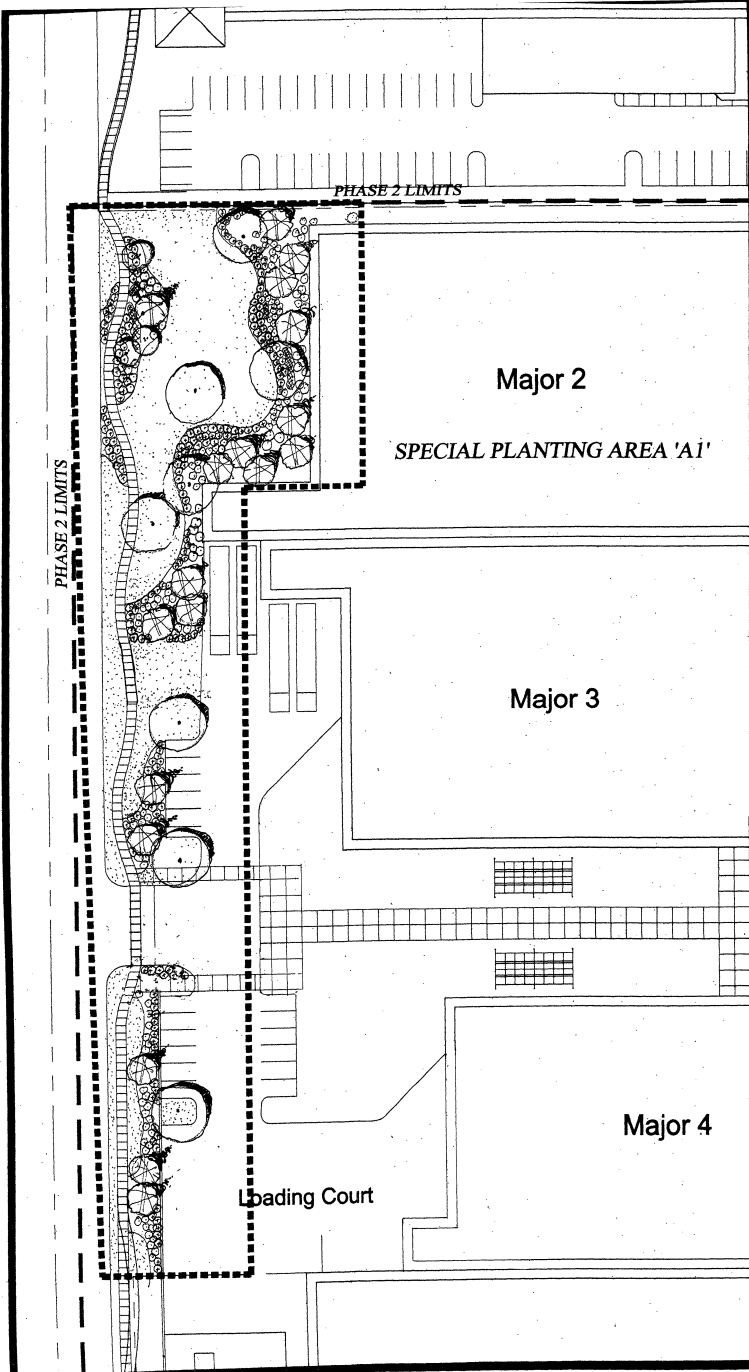 PHASE 2 LIMITS
Major 2
SPECIAL PLANTING AREA 'A1'
PHASE 2 LIMITS
Major 3
Major 4
Loading Court